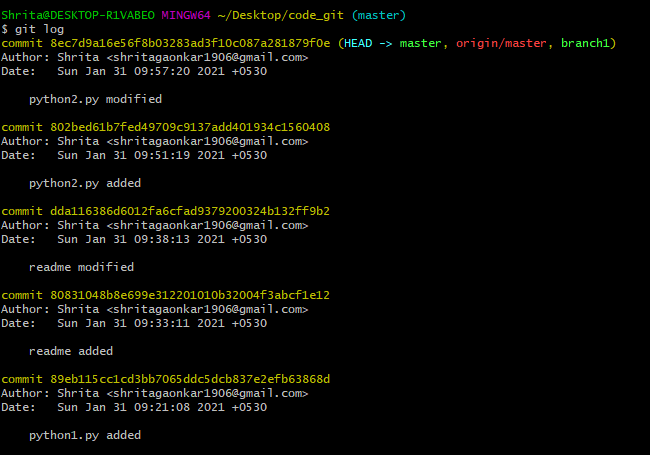 Shrita@DESKTOP-R1VABEO MINGW64 ~/Desktop/code_git (master)
$ git log
commit 8ec7d9a16e56f8b03283ad3f10c087a281879f0e (HEAD -> master, origin/master, branch1)
Author: Shrita <shritagaonkar1906@gmail.com>
Date:   Sun Jan 31 09:57:20 2021 +0530
    python2.py modified
commit 802bed61b7fed49709c9137add401934c1560408
Author: Shrita <shritagaonkar1906@gmail.com>
Date:   Sun Jan 31 09:51:19 2021 +0530
    python2.py added
commit dda116386d6012fa6cfad9379200324b132ff9b2
Author: Shrita <shritagaonkar1906@gmail.com>
Date:   Sun Jan 31 09:38:13 2021 +0530
    readme modified
commit 80831048b8e699e312201010b32004f3abcf1e12
Author: Shrita <shritagaonkar1906@gmail.com>
Date:   Sun Jan 31 09:33:11 2021 +0530
    readme added
commit 89eb115cc1cd3bb7065ddc5dcb837e2efb63868d
Author: Shrita <shritagaonkar1906@gmail.com>
Date:   Sun Jan 31 09:21:08 2021 +0530
    python1.py added